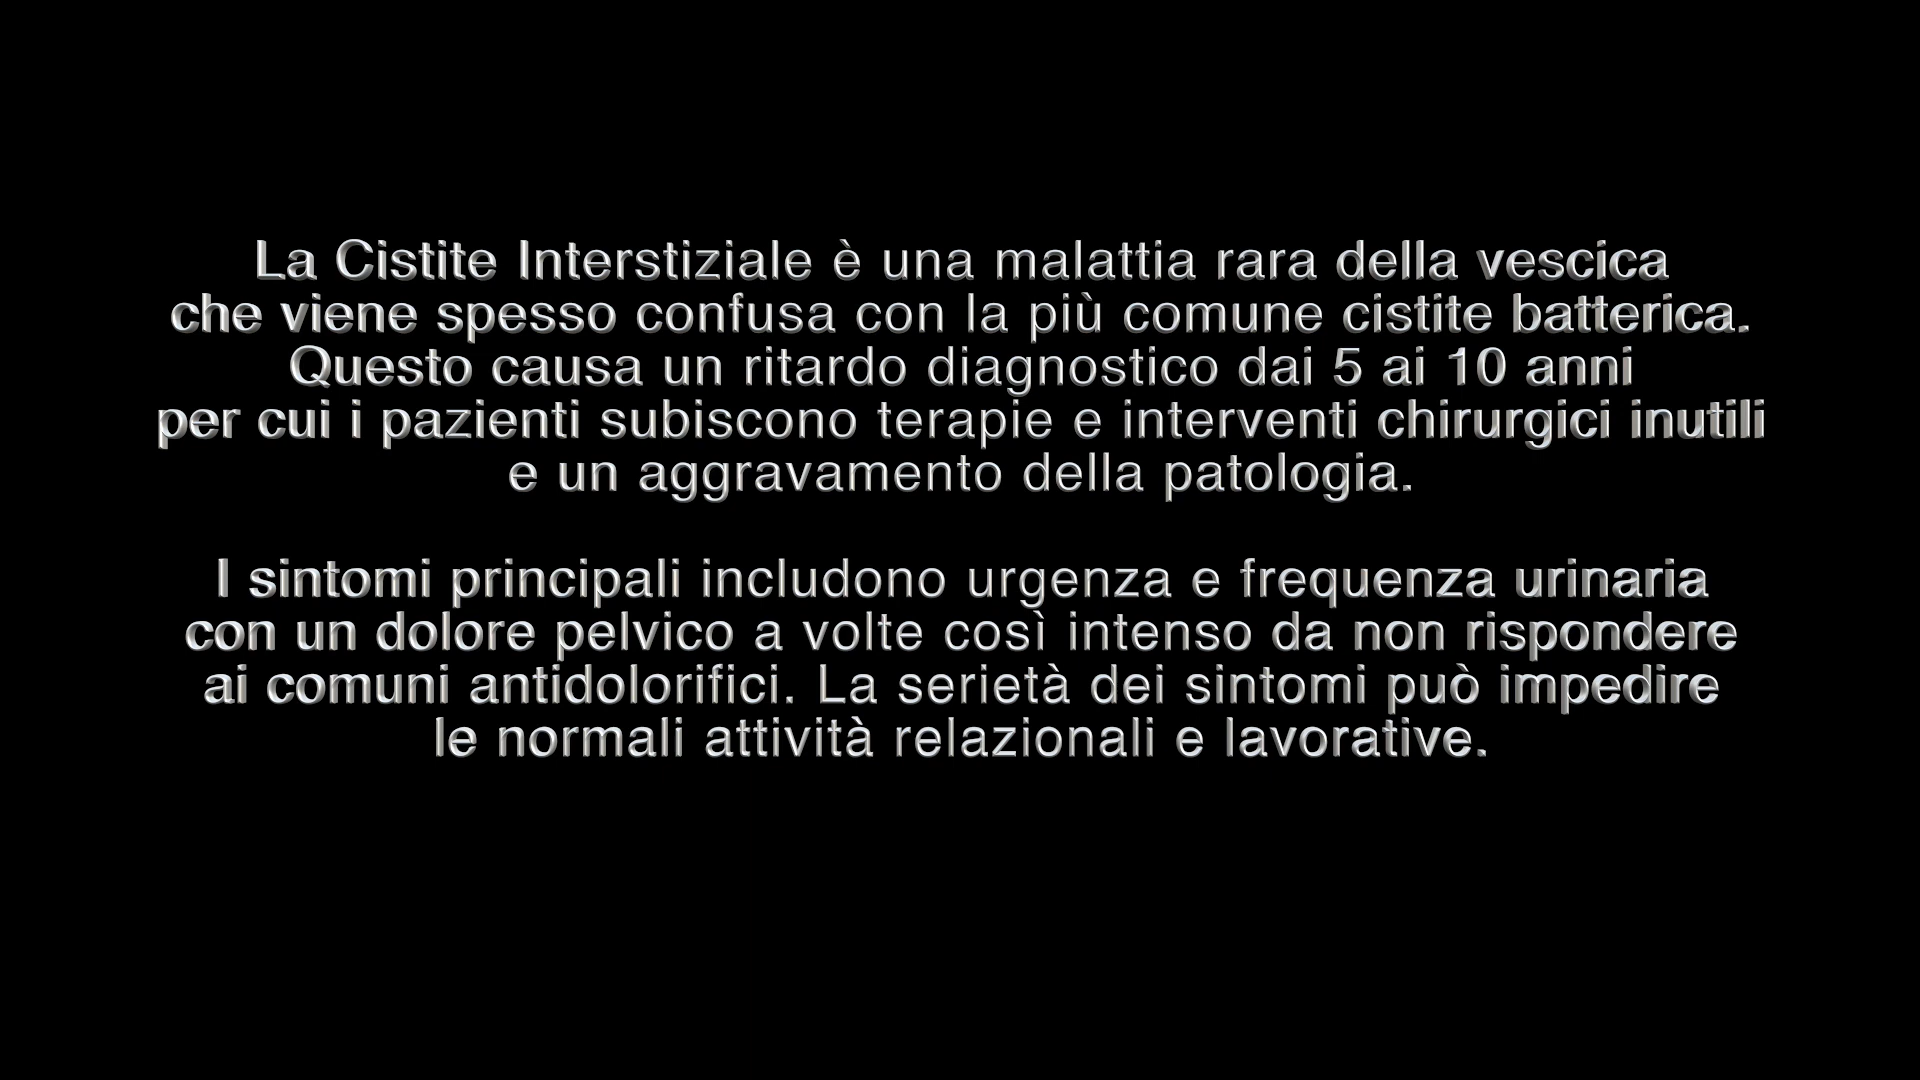 La Cistite Interstiziale è una malattia rara della vescica
che viene spesso confusa con la più comune cistite batterica.
Questo causa un ritardo diagnostico dai 5 ai 10 anni
per cui i pazienti subiscono terapie e interventi chirurgici inutili
e un aggravamento della patologia.
I sintomi principali includono urgenza e frequenza urinaria
con un dolore pelvico a volte così intenso da non rispondere
ai comuni antidolorifici. La serietà dei sintomi può impedire
le normali attività relazionali e lavorative.